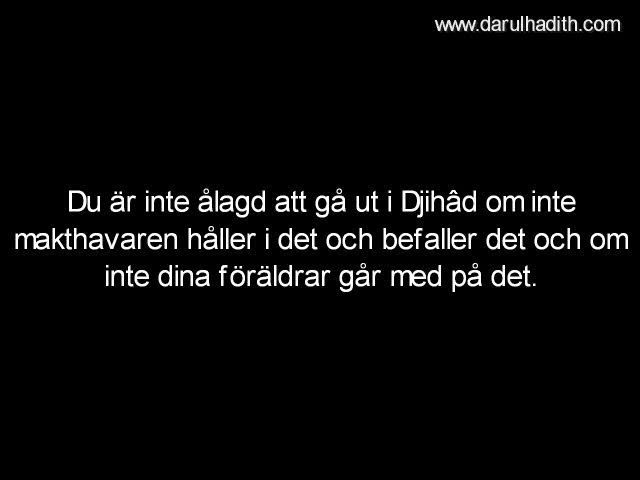 www.darulhadith.com
Du är inte ålagd att gå ut i Djihâd om inte
makthavaren håller i det och befaller det och om
inte dina föräldrar går med på det.